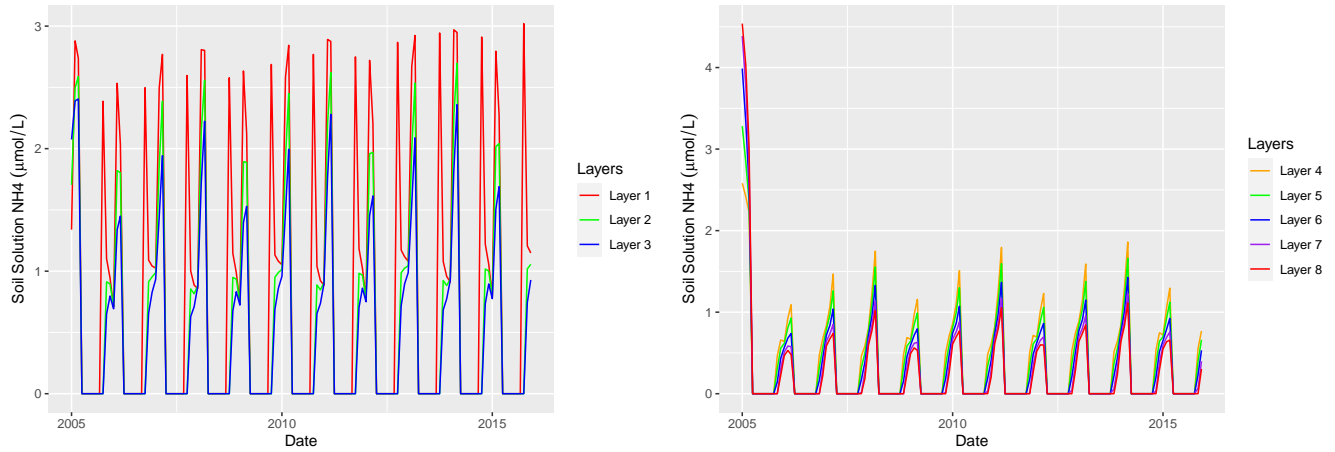 Soil Solution NH4 (μmol/L)
3
2
1
0
2005
2010
2015
Date
Layers
Layer 1
Layer 2
Layer 3
Soil Solution NH4 (μmol/L)
4
3
2
1
0
2005
2010
2015
Date
Layers
Layer 4
Layer 5
Layer 6
Layer 7
Layer 8